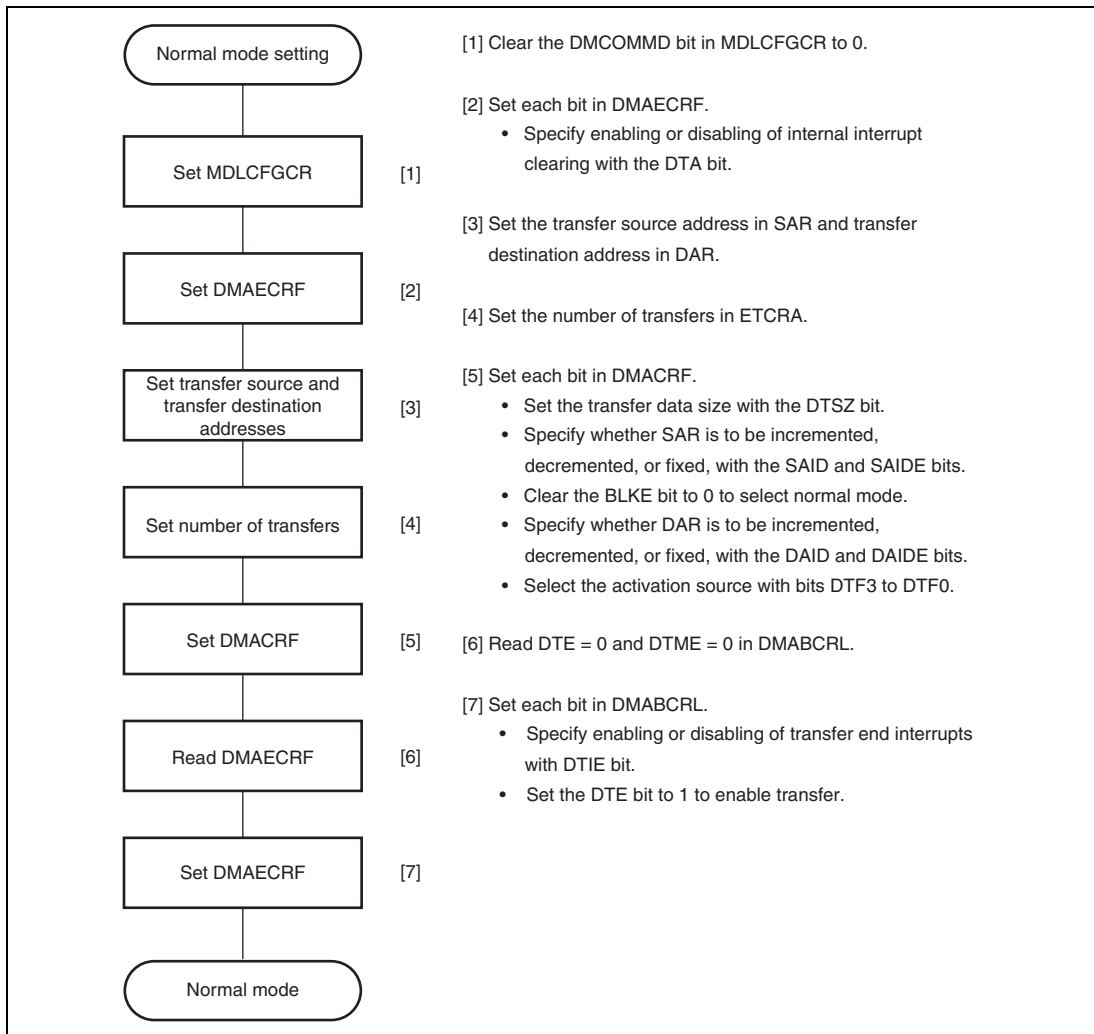 Normal mode setting
Set MDLCFGCR
[1]
Set DMAECRF
[2]
Set transfer source and
transfer destination
addresses
[3]
Set number of transfers
[4]
Set DMACRF
[5]
Read DMAECRF
[6]
Set DMAECRF
[7]
Normal mode
[1] Clear the DMCOMMD bit in MDLCFGCR to 0.
[2] Set each bit in DMAECRF.
• Specify enabling or disabling of internal interrupt
clearing with the DTA bit.
[3] Set the transfer source address in SAR and transfer
destination address in DAR.
[4] Set the number of transfers in ETCRA.
[5] Set each bit in DMACRF.
• Set the transfer data size with the DTSZ bit.
• Specify whether SAR is to be incremented,
decremented, or fixed, with the SAID and SAIDE bits.
• Clear the BLKE bit to 0 to select normal mode.
• Specify whether DAR is to be incremented,
decremented, or fixed, with the DAID and DAIDE bits.
• Select the activation source with bits DTF3 to DTF0.
[6] Read DTE = 0 and DTME = 0 in DMABCRL.
[7] Set each bit in DMABCRL.
• Specify enabling or disabling of transfer end interrupts
with DTIE bit.
• Set the DTE bit to 1 to enable transfer.